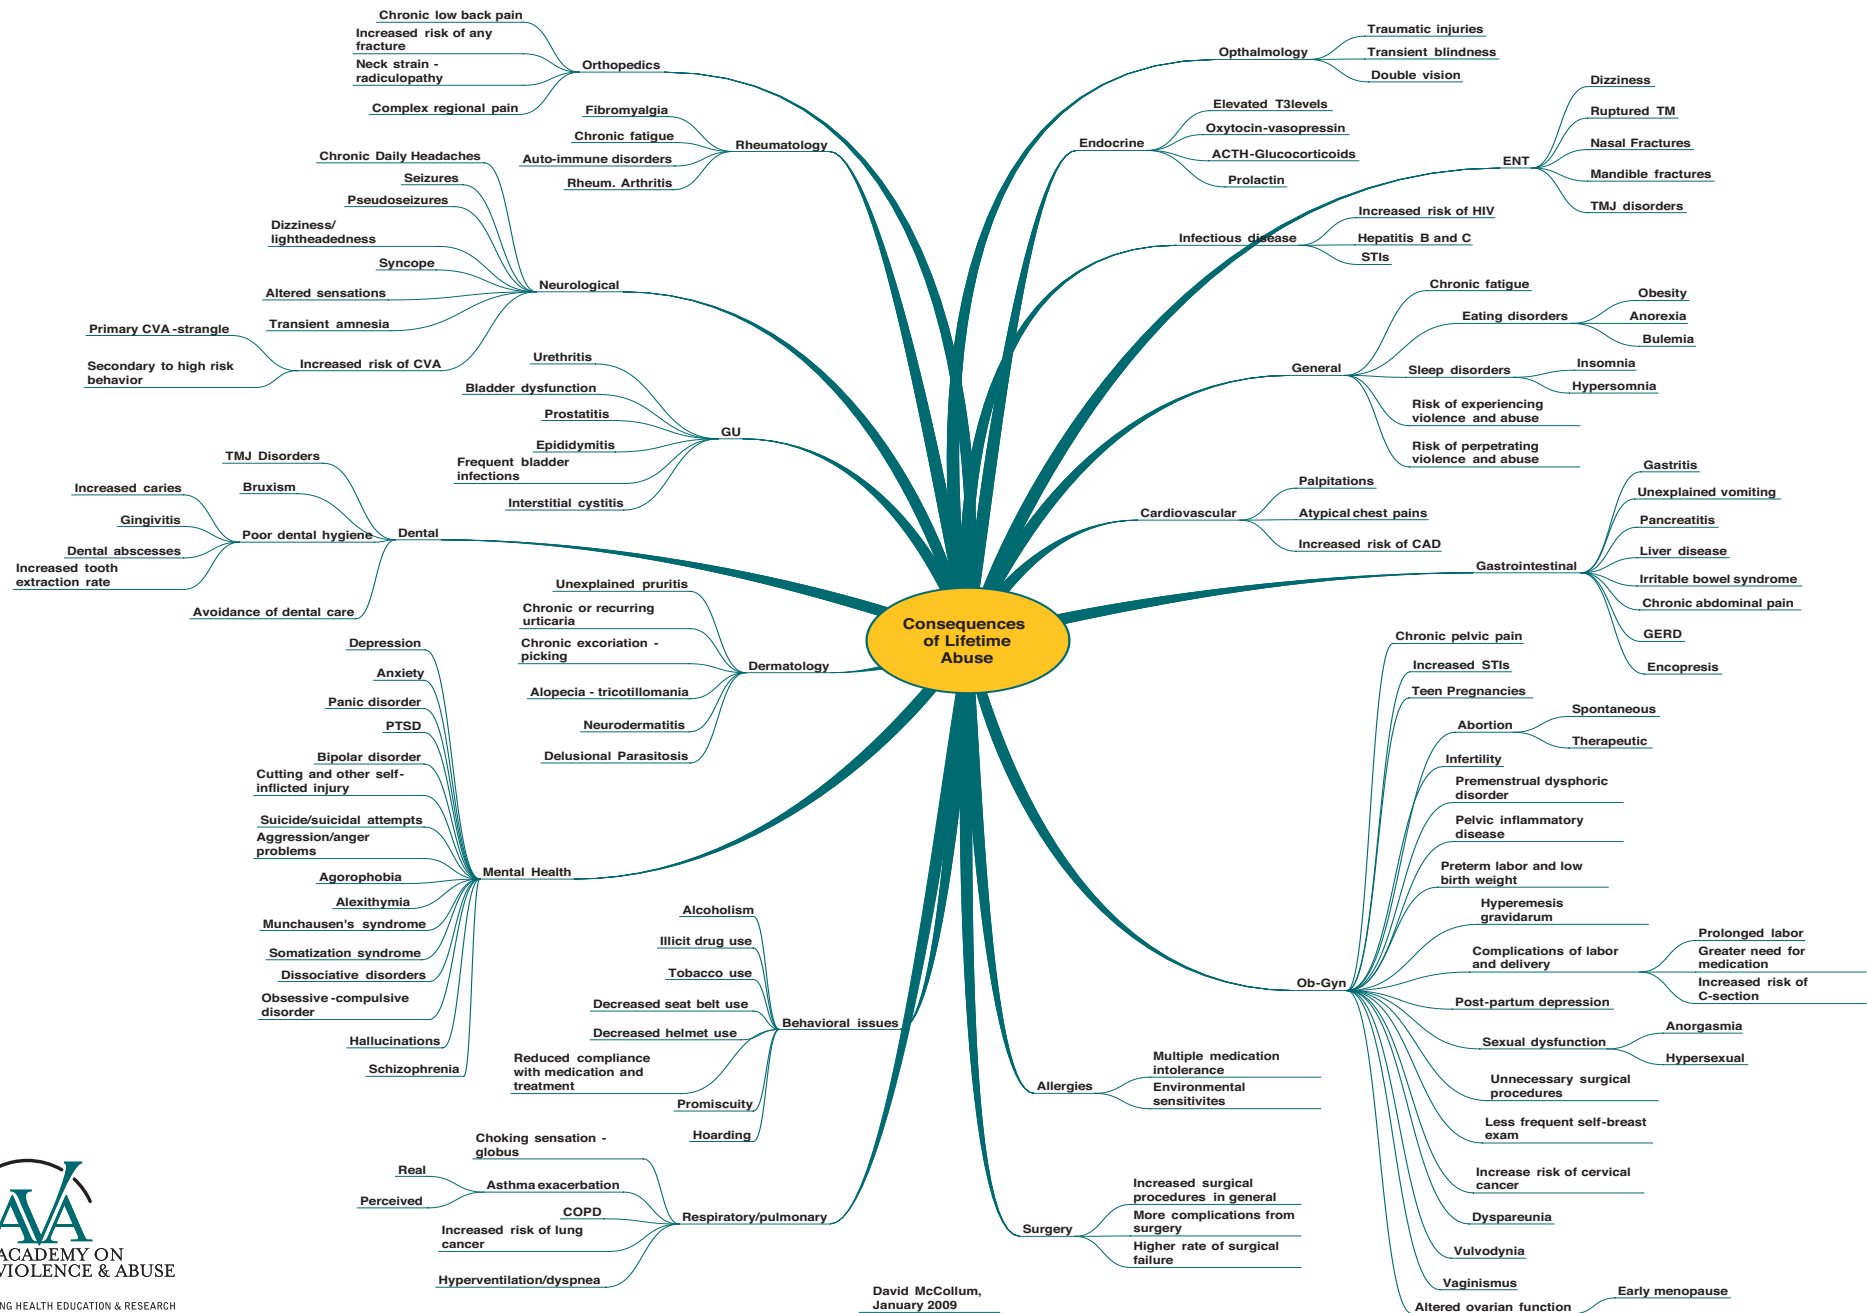 Chronic low back pain
Increased risk of any
fracture
Neck strain -
radiculopathy
Complex regional pain
Orthopedics
Fibromyalgia
Chronic fatigue
Auto-immune disorders
Rheum. Arthritis
Rheumatology
Chronic Daily Headaches
Seizures
Pseudoseizures
Dizziness/
lightheadedness
Syncope
Altered sensations
Transient amnesia
Increased risk of CVA
Primary CVA -strangle
Secondary to high risk
behavior
Neurological
Urethritis
Bladder dysfunction
Prostatitis
Epididymitis
Frequent bladder
infections
Interstitial cystitis
GU
TMJ Disorders
Bruxism
Poor dental hygiene
Increased caries
Gingivitis
Dental abscesses
Increased tooth
extraction rate
Avoidance of dental care
Dental
Unexplained pruritis
Chronic or recurring
urticaria
Chronic excoriation -
picking
Alopecia - tricotillomania
Neurodermatitis
Delusional Parasitosis
Dermatology
Depression
Anxiety
Panic disorder
PTSD
Bipolar disorder
Cutting and other self-
inflicted injury
Suicide/suicidal attempts
Aggression/anger
problems
Agorophobia
Alexithymia
Munchausen's syndrome
Somatization syndrome
Dissociative disorders
Obsessive-compulsive
disorder
Hallucinations
Schizophrenia
Mental Health
Alcoholism
Illicit drug use
Tobacco use
Decreased seat belt use
Decreased helmet use
Reduced compliance
with medication and
treatment
Promiscuity
Hoarding
Behavioral issues
Choking sensation -
globus
Asthma exacerbation
Real
Perceived
COPD
Increased risk of lung
cancer
Hyperventilation/dyspnea
Respiratory/pulmonary
Consequences
of Lifetime
Abuse
Opthalmology
Traumatic injuries
Transient blindness
Double vision
Endocrine
Elevated T3levels
Oxytocin-vasopressin
ACTH-Glucocorticoids
Prolactin
ENT
Dizziness
Ruptured TM
Nasal Fractures
Mandible fractures
TMJ disorders
Infectious disease
Increased risk of HIV
Hepatitis B and C
STIs
General
Chronic fatigue
Eating disorders
Obesity
Anorexia
Bulemia
Sleep disorders
Insomnia
Hypersomnia
Risk of experiencing
violence and abuse
Risk of perpetrating
violence and abuse
Cardiovascular
Palpitations
Atypical chest pains
Increased risk of CAD
Gastrointestinal
Gastritis
Unexplained vomiting
Pancreatitis
Liver disease
Irritable bowel syndrome
Chronic abdominal pain
GERD
Encopresis
Ob-Gyn
Chronic pelvic pain
Increased STIs
Teen Pregnancies
Abortion
Spontaneous
Therapeutic
Infertility
Premenstrual dysphoric
disorder
Pelvic inflammatory
disease
Preterm labor and low
birth weight
Hyperemesis
gravidarum
Complications of labor
and delivery
Prolonged labor
Greater need for
medication
Increased risk of
C-section
Post-partum depression
Sexual dysfunction
Anorgasmia
Hypersexual
Unnecessary surgical
procedures
Less frequent self-breast
exam
Increase risk of cervical
cancer
Dyspareunia
Vulvodynia
Vaginismus
Altered ovarian function
Early menopause
Allergies
Multiple medication
intolerance
Environmental
sensitivites
Surgery
Increased surgical
procedures in general
More complications from
surgery
Higher rate of surgical
failure
AVA
ACADEMY ON
VIOLENCE & ABUSE
NG HEALTH EDUCATION & RESEARCH
David McCollum,
January 2009